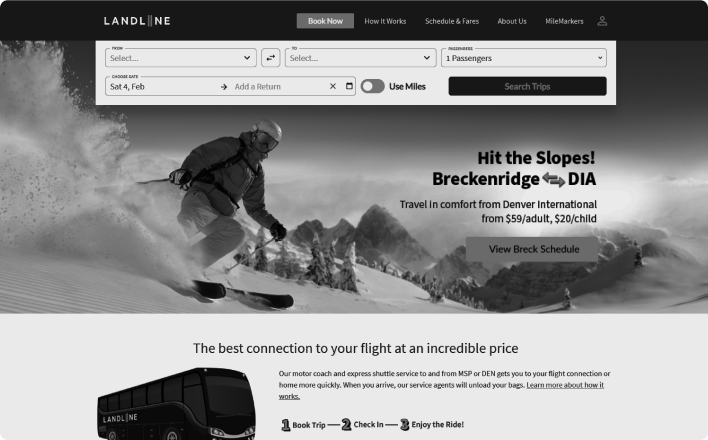 LANDLINE
Book Now
How It Works
Schedule & Fares
About Us
MileMarkers
FROM
Select...
TO
Select...
PASSENGERS
1 Passengers
CHOOSE DATE
Sat 4, Feb
Add a Return
Use Miles
Search Trips
Hit the Slopes!
Breckenridge DIA
Travel in comfort from Denver International
from $59/adult, $20/child
View Breck Schedule
The best connection to your flight at an incredible price
Our motor coach and express shuttle service to and from MSP or DEN gets you to your flight connection or
home more quickly. When you arrive, our service agents will unload your bags. Learn more about how it
works.
LANDLINE
1 Book Trip — 2 Check In — 3 Enjoy the Ride!